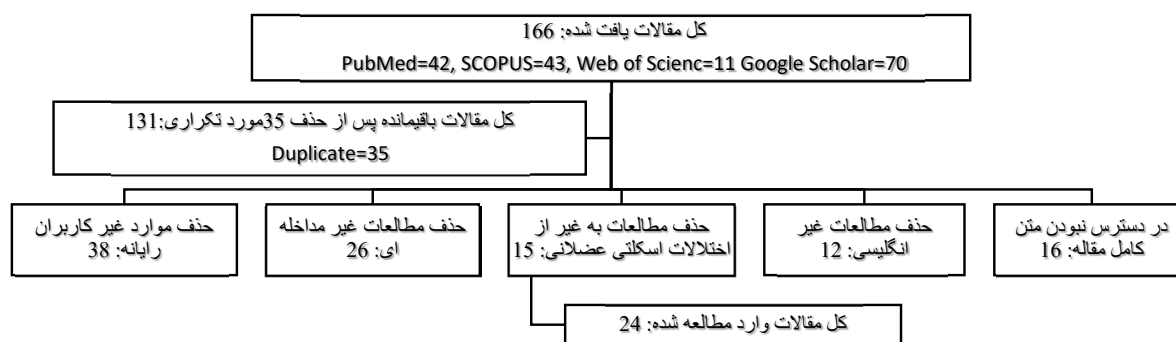 کل مقالات یافت شده: 166
PubMed=42, SCOPUS=43, Web of Scienc=11 Google Scholar=70
کل مقالات باقیمانده پس از حذف 35مورد تکراری:131
Duplicate=35
در دسترس نبودن متن
کامل مقاله: 16
حذف مطالعات غیر
انگلیسی: 12
حذف مطالعات به غیر از
اختلالات اسکلتی عضلانی: 15
حذف مطالعات غیر مداخله
ای: 26
حذف موارد غیر کاربران
رایانه: 38
کل مقالات وارد مطالعه شده: 24